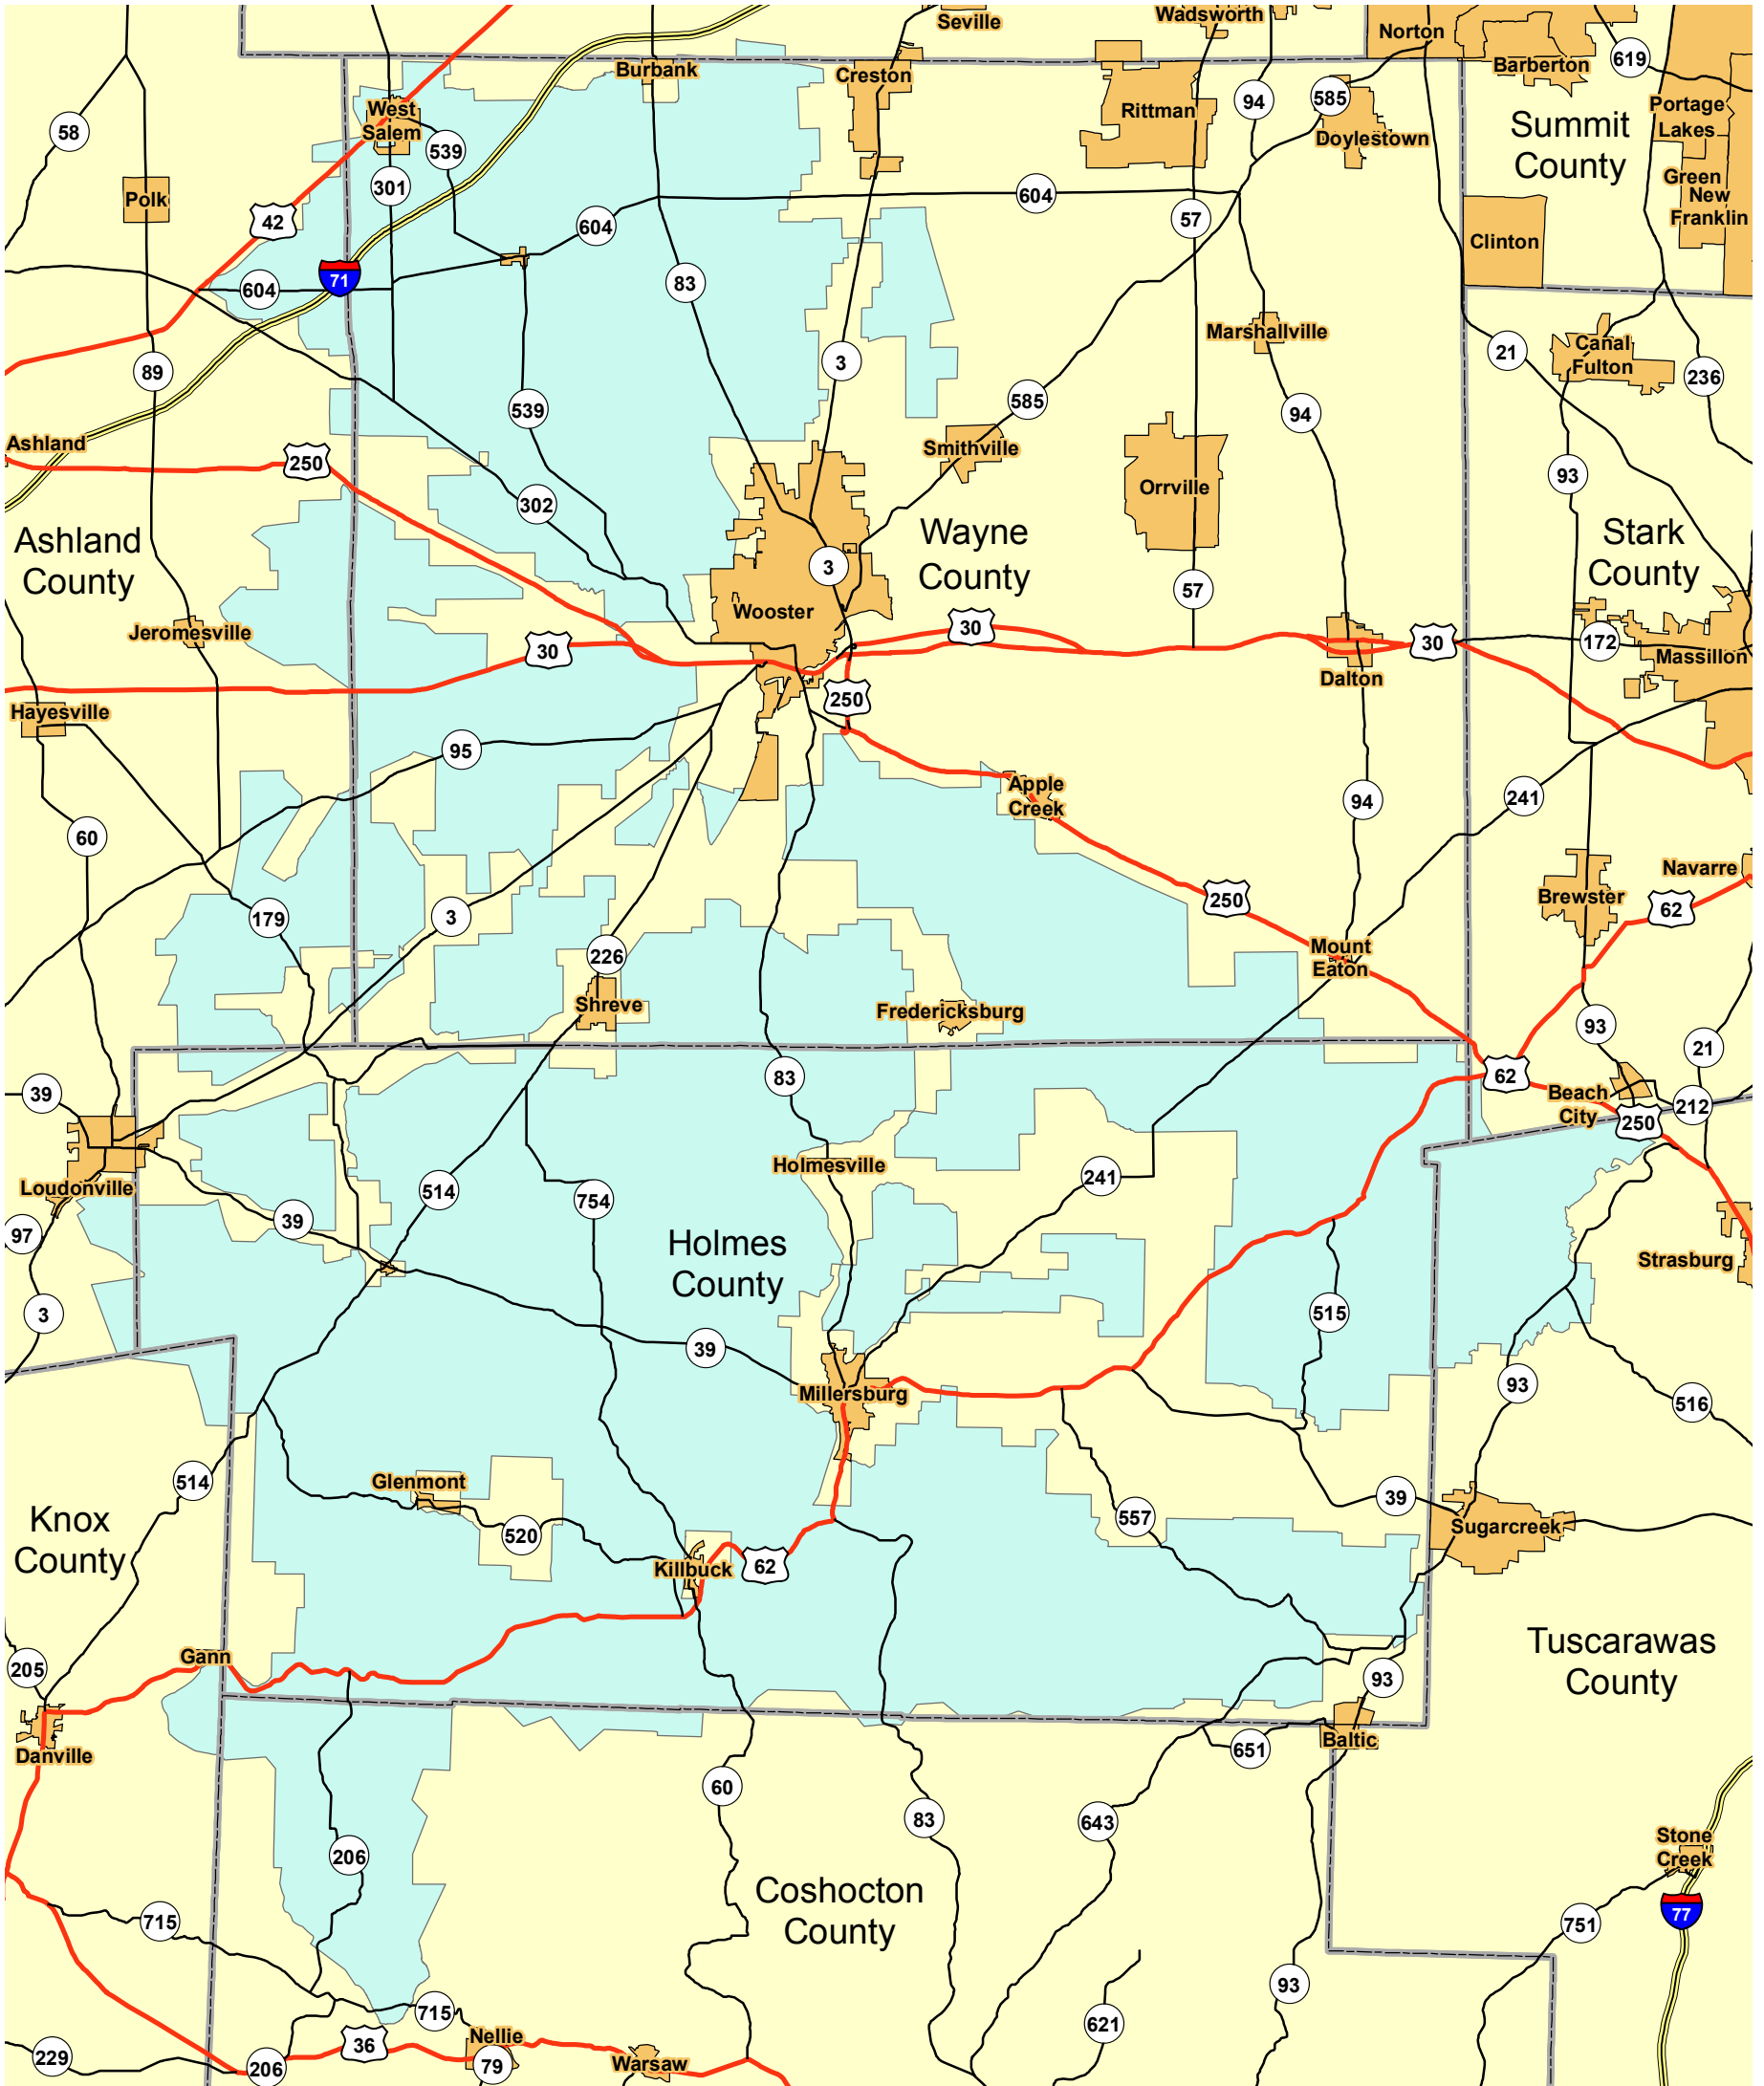 Seville
Wadsworth
Norton
Burbank
Creston
Barberton
619
West
Salem
58
539
301
Rittman
94
585
Doylestown
Summit
County
Portage
Lakes
Polk
42
604
604
57
Green
New
Franklin
Clinton
71
604
83
Marshallville
3
21
Canal
Fulton
236
89
539
585
94
Ashland
250
Smithville
Orrville
93
302
Ashland
County
Wayne
County
Stark
County
3
57
Jeromesville
Wooster
30
30
30
172
Massillon
Dalton
Hayesville
250
95
Apple
Creek
94
241
60
Navarre
Brewster
250
62
179
3
226
Mount
Eaton
Shreve
Fredericksburg
93
21
39
83
62
Beach
City
212
250
Holmesville
Loudonville
514
754
241
39
97
Holmes
County
Strasburg
3
515
39
Millersburg
93
516
514
Glenmont
Knox
County
520
557
39
Sugarcreek
Killbuck
62
Gann
205
93
Tuscarawas
County
Danville
651
Baltic
60
83
643
206
Stone
Creek
Coshocton
County
715
77
751
93
715
621
36
Nellie
229
206
79
Warsaw